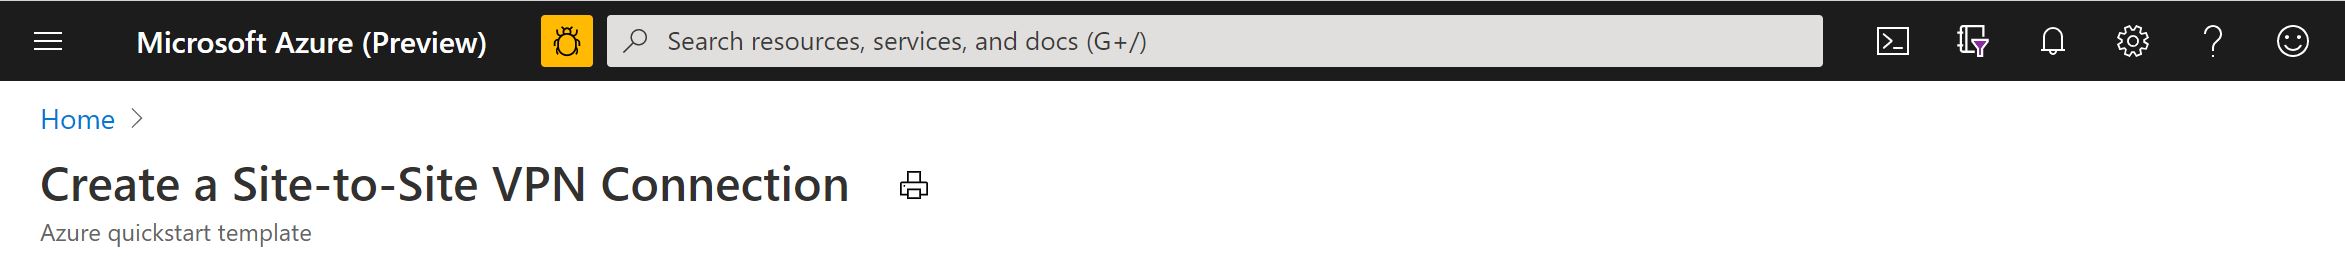 Microsoft Azure (Preview)
Search resources, services, and docs (G+/)
Home
Create a Site-to-Site VPN Connection
Azure quickstart template